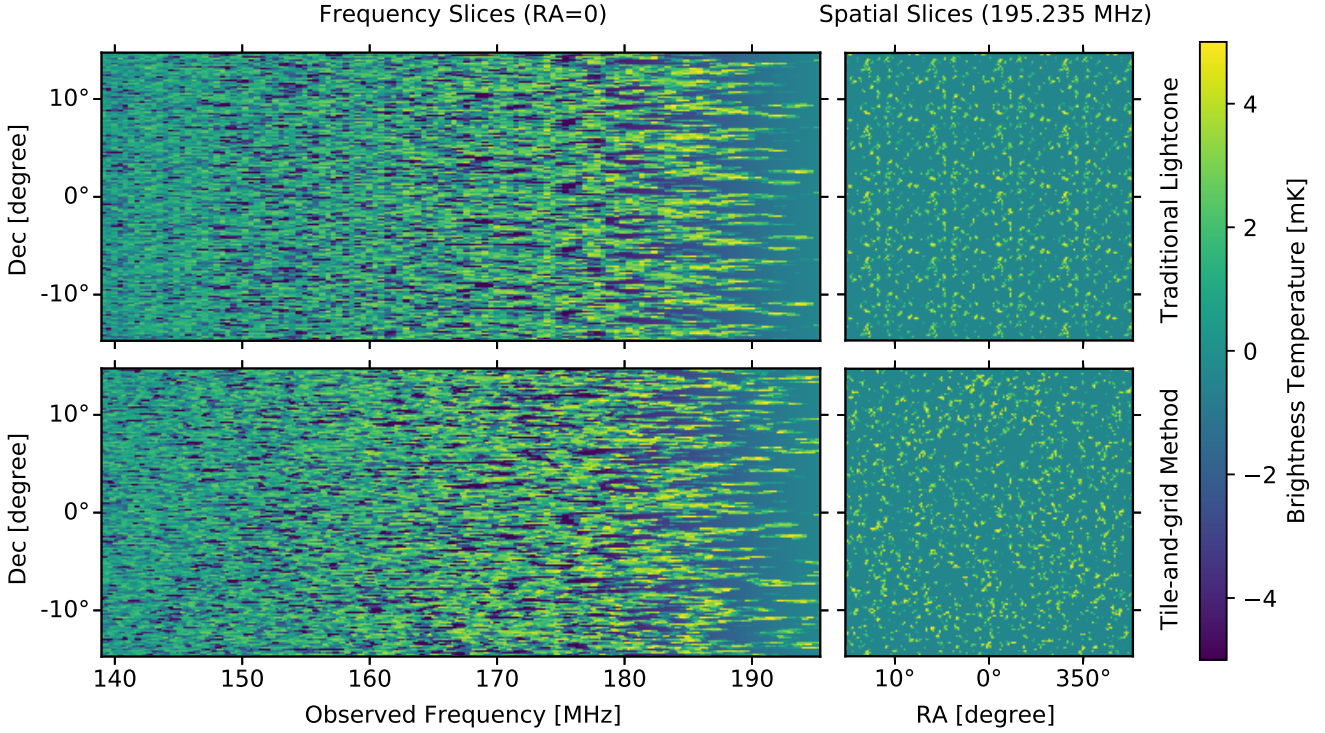 Frequency Slices (RA=0)
Spatial Slices (195.235 MHz)
Dec [degree]
10°
0°
-10°
Traditional Lightcone
Dec [degree]
10°
0°
-10°
Tile-and-grid Method
140 150 160 170 180 190
Observed Frequency [MHz]
10° 0° 350°
RA [degree]
4
2
0
−2
−4
Brightness Temperature [mK]